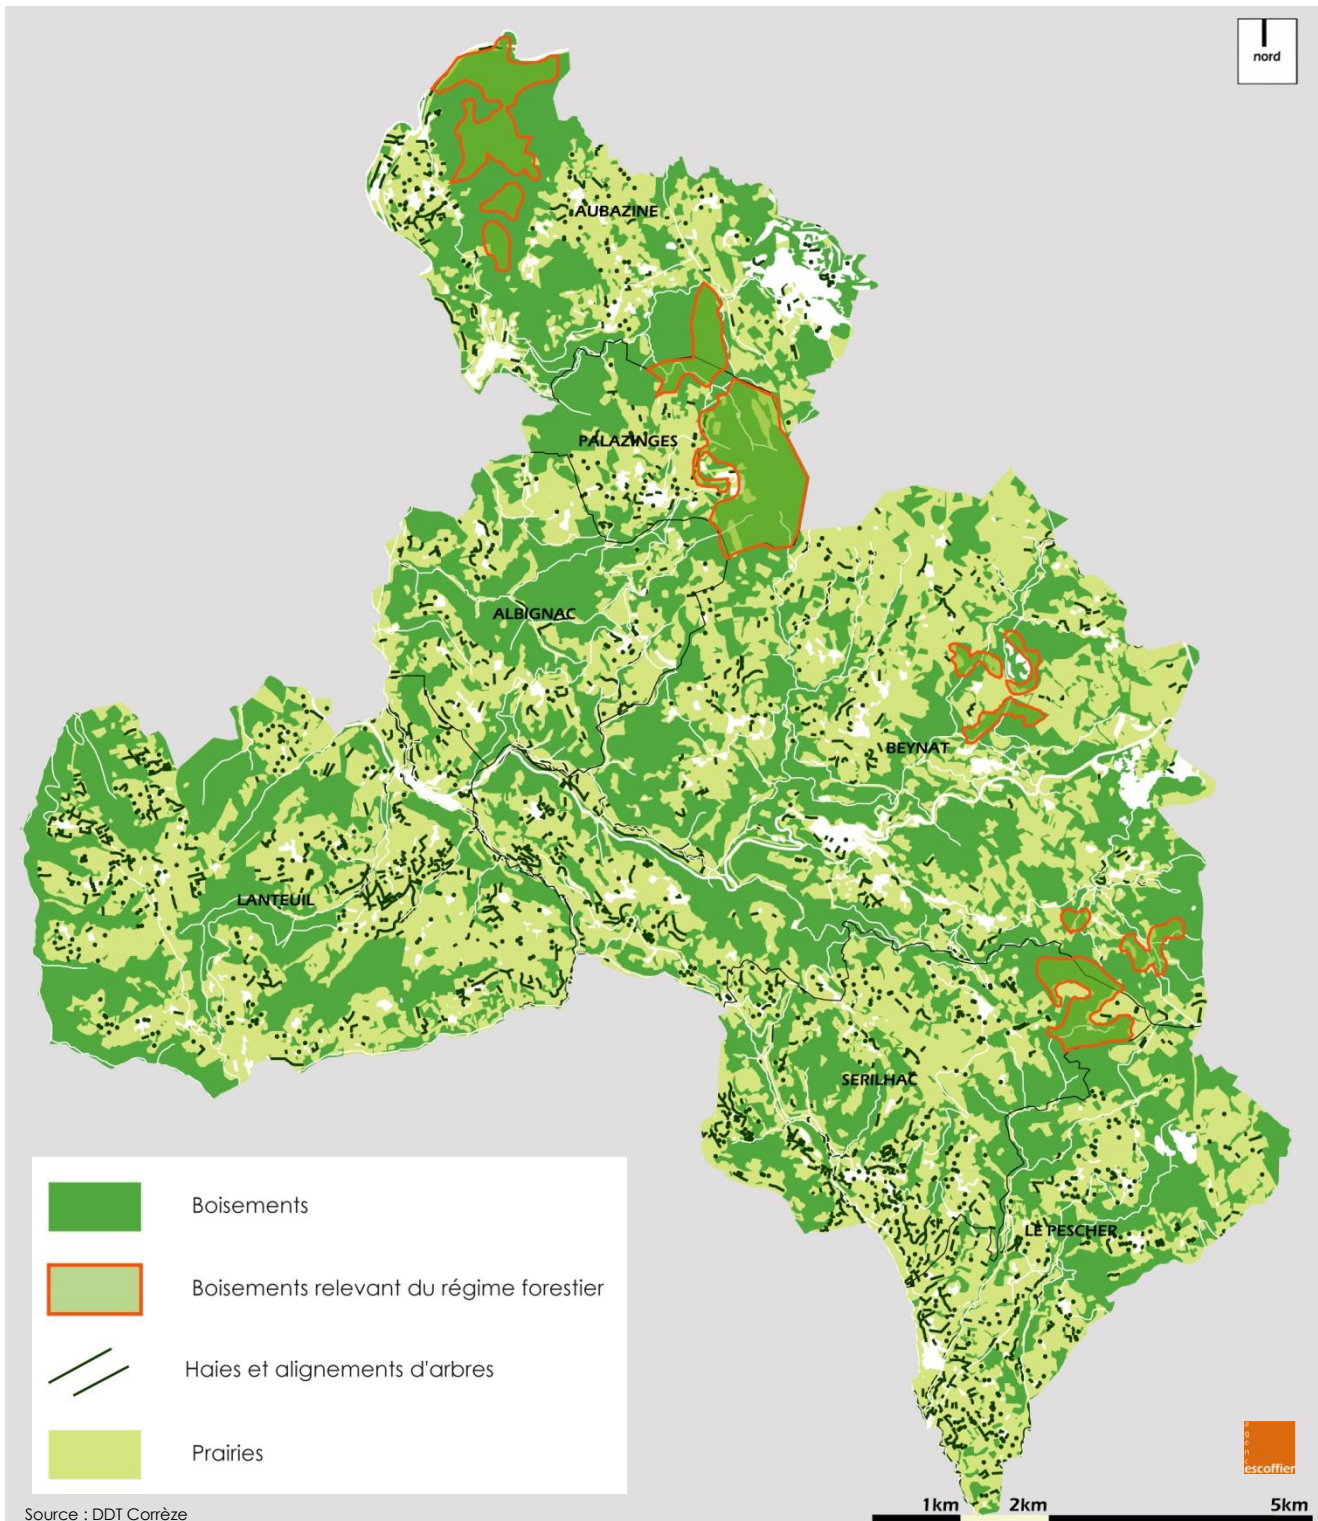 nord
AUBAZINE
PALAZINGES
ALBIGNAC
BEYNAT
LANTEUIL
SERILHAC
LE PESCHER
Boisements
Boisements relevant du régime forestier
Haies et alignements d'arbres
Prairies
agence
escoffier
1km 2km 5km
Source : DDT Corrèze